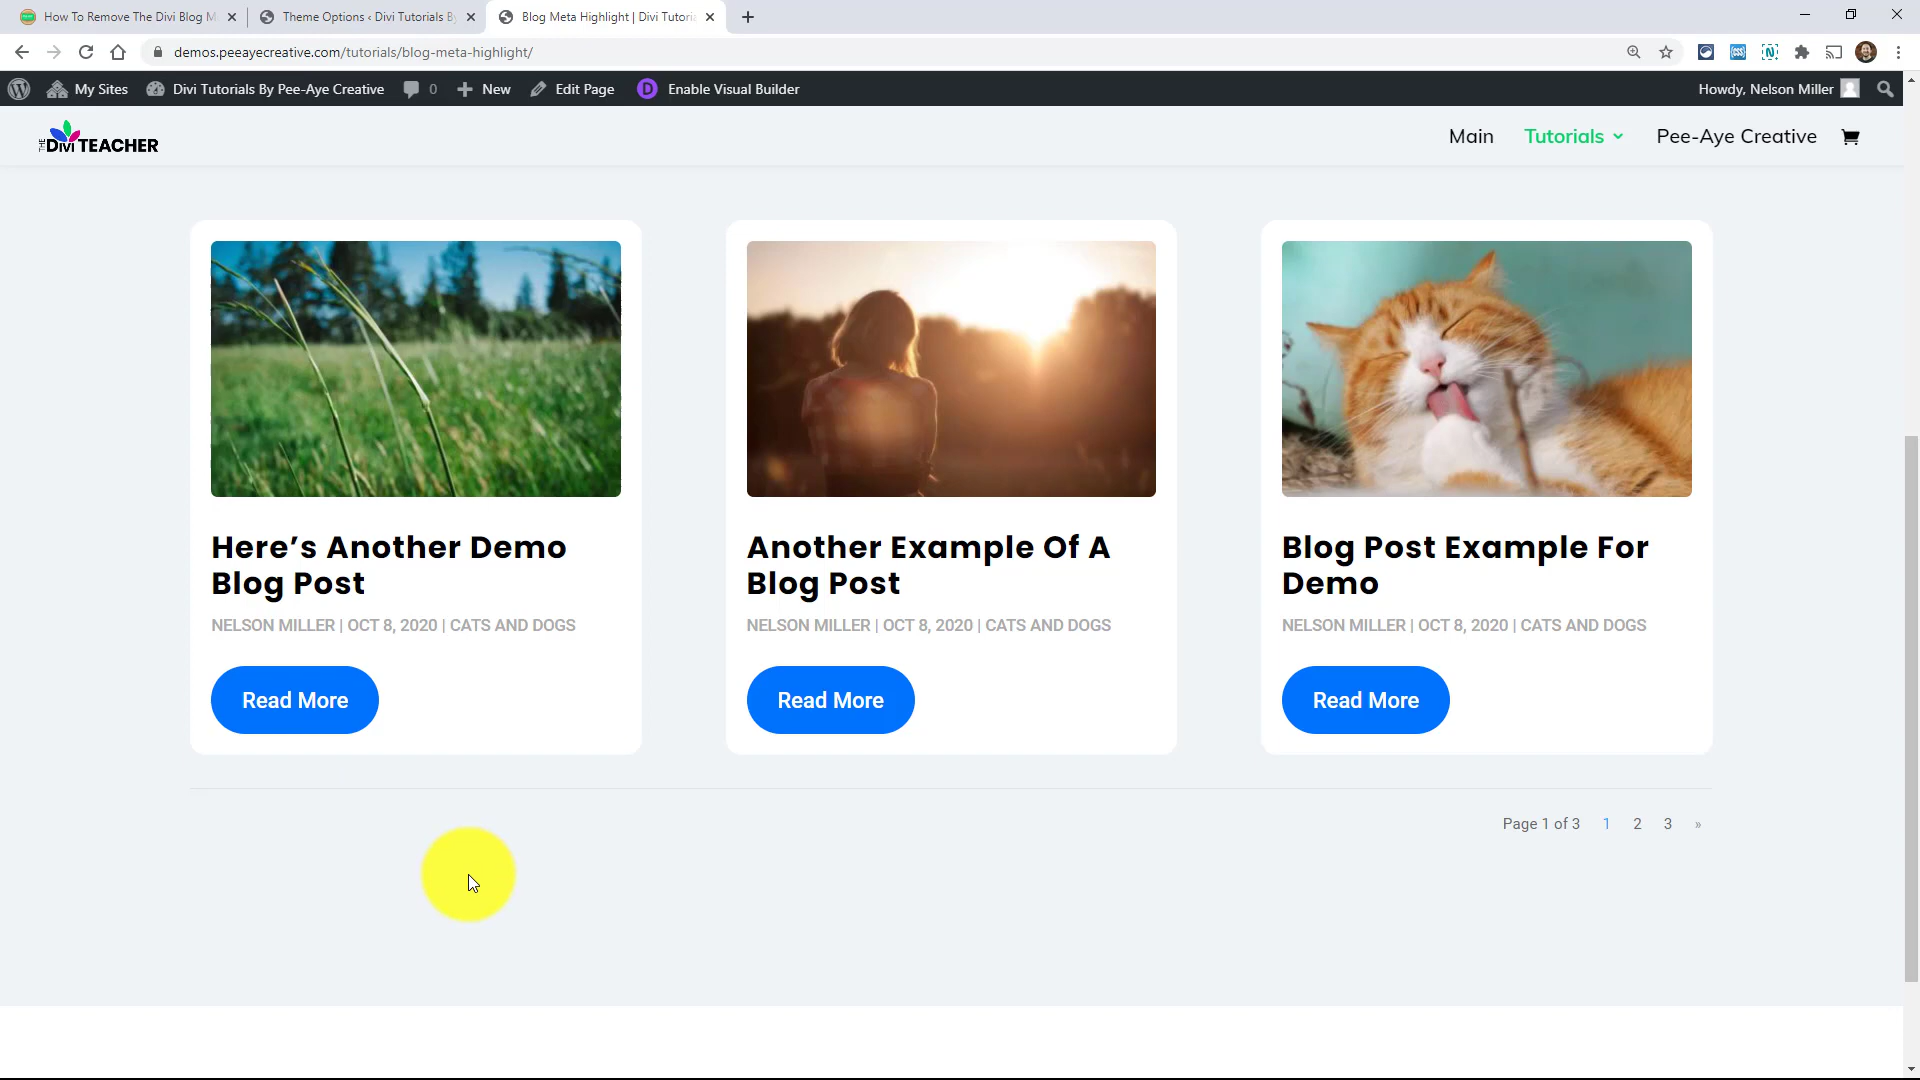 How To Remove The Divi Blog M
Theme Options ‹ Divi Tutorials By
Blog Meta Highlight | Divi Tutoria
demos.peeayecreative.com/tutorials/blog-meta-highlight/
My Sites
Divi Tutorials By Pee-Aye Creative
0
New
Edit Page
D
Enable Visual Builder
Howdy, Nelson Miller
THE DIVI TEACHER
Main
Tutorials
Pee-Aye Creative
Here’s Another Demo
Blog Post
NELSON MILLER | OCT 8, 2020 | CATS AND DOGS
Read More
Another Example Of A
Blog Post
NELSON MILLER | OCT 8, 2020 | CATS AND DOGS
Read More
Blog Post Example For
Demo
NELSON MILLER | OCT 8, 2020 | CATS AND DOGS
Read More
Page 1 of 3 1 2 3 »